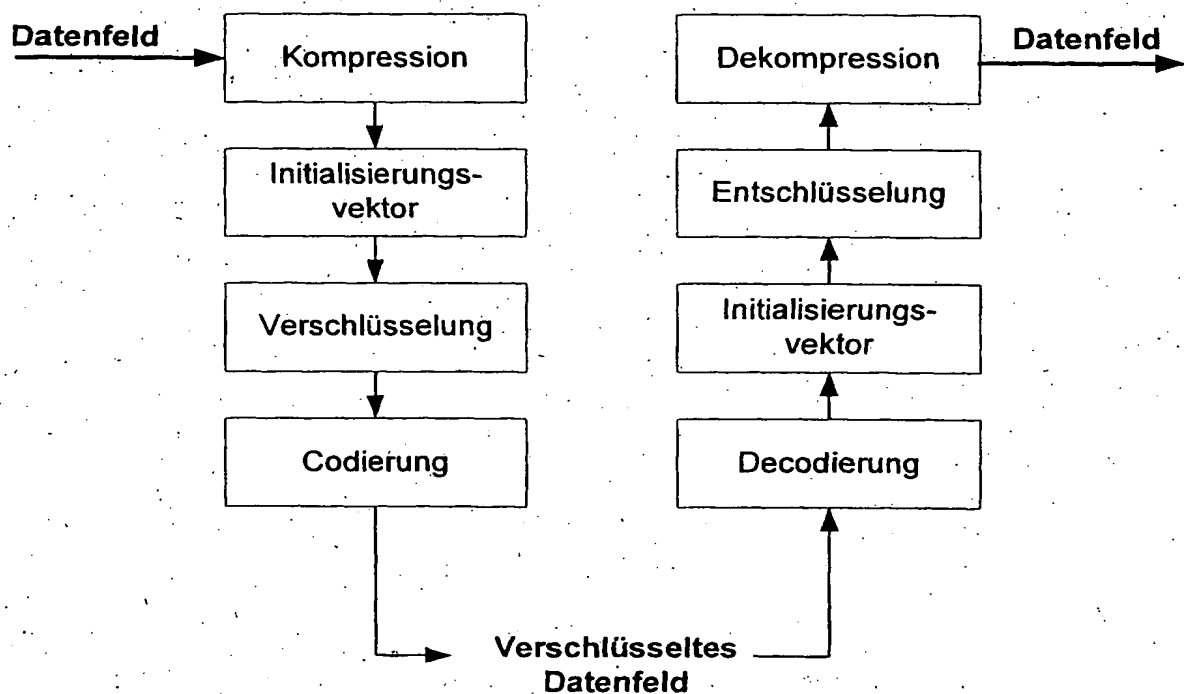 Datenfeld
Kompression
Initialisierungs-
vektor
Verschlüsselung
Codierung
Verschlüsseltes
Datenfeld
Decodierung
Initialisierungs-
vektor
Entschlüsselung
Dekompression
Datenfeld